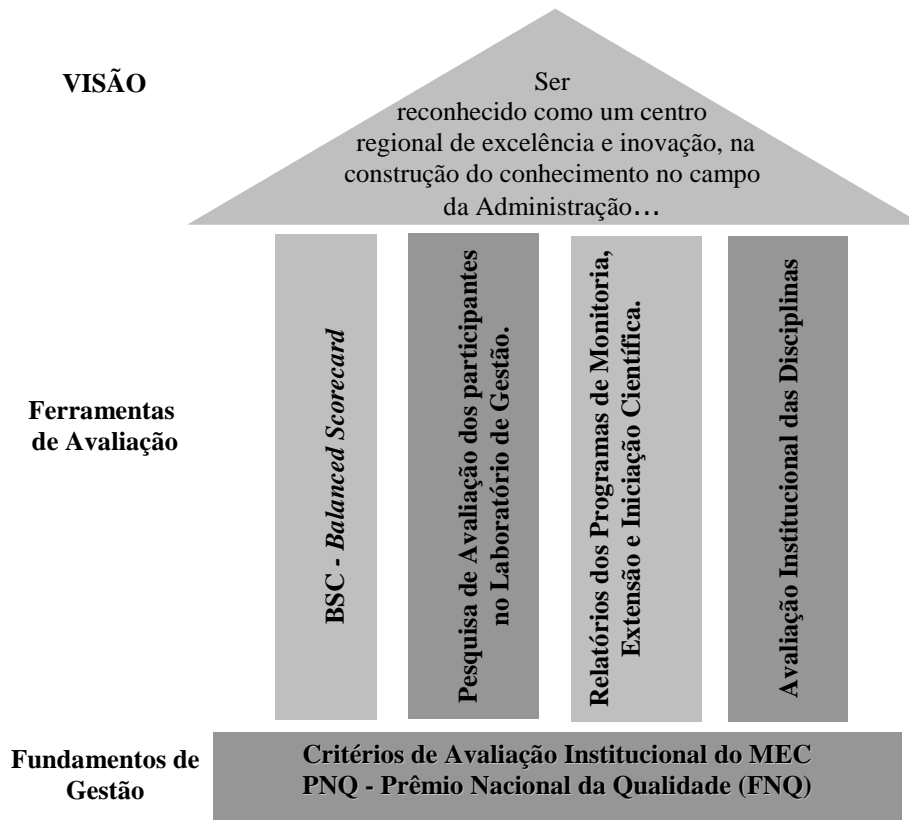 VISÃO
Ser
reconhecido como um centro
regional de excelência e inovação, na
construção do conhecimento no campo
da Administração…
Ferramentas
de Avaliação
BSC - Balanced Scorecard
Pesquisa de Avaliação dos participantes
no Laboratório de Gestão.
Relatórios dos Programas de Monitoria,
Extensão e Iniciação Científica.
Avaliação Institucional das Disciplinas
Fundamentos de
Gestão
Critérios de Avaliação Institucional do MEC
PNQ - Prêmio Nacional da Qualidade (FNQ)